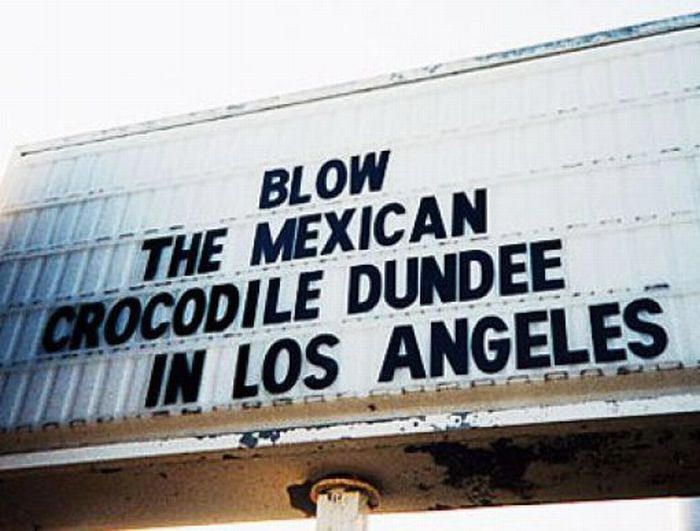 BLOW
THE MEXICAN
CROCODILE DUNDEE
IN LOS ANGELES